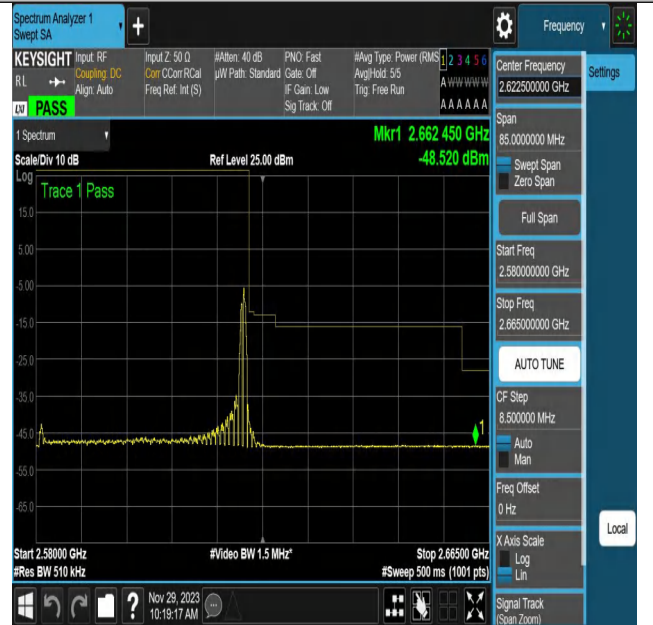 Spectrum Analyzer 1
Swept SA
Frequency
KEYSIGHT
RL
LXI PASS
Input: RF
Coupling: DC
Align: Auto
Input Z: 50 Ω
Corr CCorr RCal
Freq Ref: Int (S)
#Atten: 40 dB
µW Path: Standard
PNO: Fast
Gate: Off
IF Gain: Low
Sig Track: Off
#Avg Type: Power (RMS
Avg|Hold: 5/5
Trig: Free Run
1 2 3 4 5 6
A W W W W W
A A A A A A
1 Spectrum
Mkr1 2.662 450 GHz
-48.520 dBm
Scale/Div 10 dB
Ref Level 25.00 dBm
Log
Trace 1 Pass
15.0
5.00
-5.00
-15.0
-25.0
-35.0
-45.0
-55.0
-65.0
1
Start 2.58000 GHz
#Video BW 1.5 MHz*
Stop 2.66500 GHz
#Res BW 510 kHz
#Sweep 500 ms (1001 pts)
Nov 29, 2023
10:19:17 AM
Center Frequency
2.622500000 GHz
Settings
Span
85.0000000 MHz
Swept Span
Zero Span
Full Span
Start Freq
2.580000000 GHz
Stop Freq
2.665000000 GHz
AUTO TUNE
CF Step
8.500000 MHz
Auto
Man
Freq Offset
0 Hz
X Axis Scale
Log
Lin
Local
Signal Track
(Span Zoom)